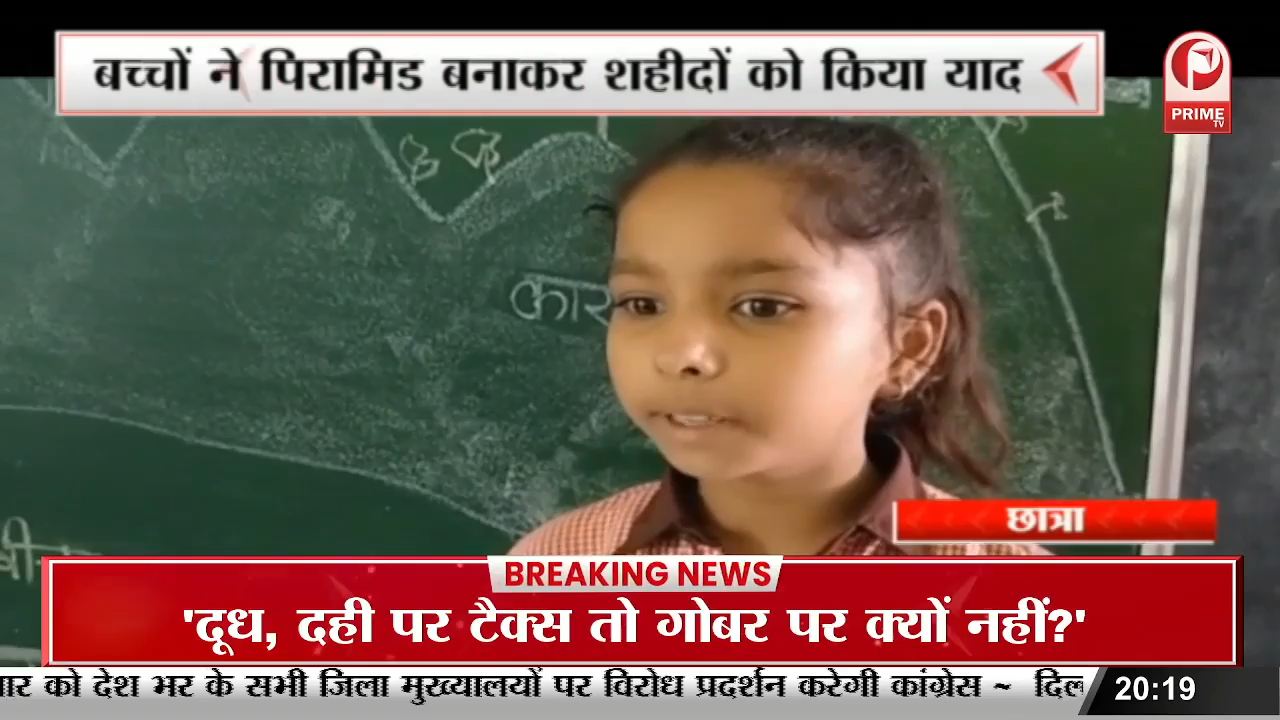 बच्चों ने पिरामिड बनाकर शहीदों को किया याद
PRIME
TV
कार
छात्रा
BREAKING NEWS
'दूध, दही पर टैक्स तो गोबर पर क्यों नहीं?'
को देश भर के सभी जिला मुख्यालयों पर विरोध प्रदर्शन करेगी कांग्रेस ~
20:19